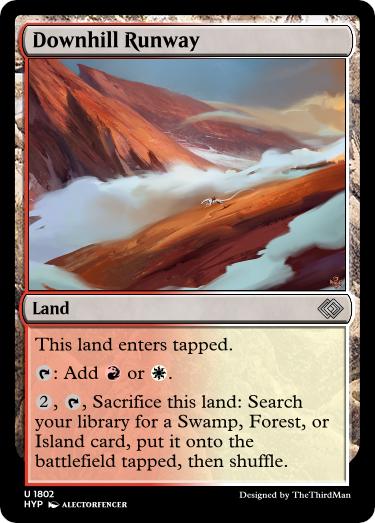 Downhill Runway
Land
This land enters tapped.
: Add or .
2, , Sacrifice this land: Search
your library for a Swamp, Forest, or
Island card, put it onto the
battlefield tapped, then shuffle.
U 1802
HYP ALECTORFENCER
Designed by TheThirdMan